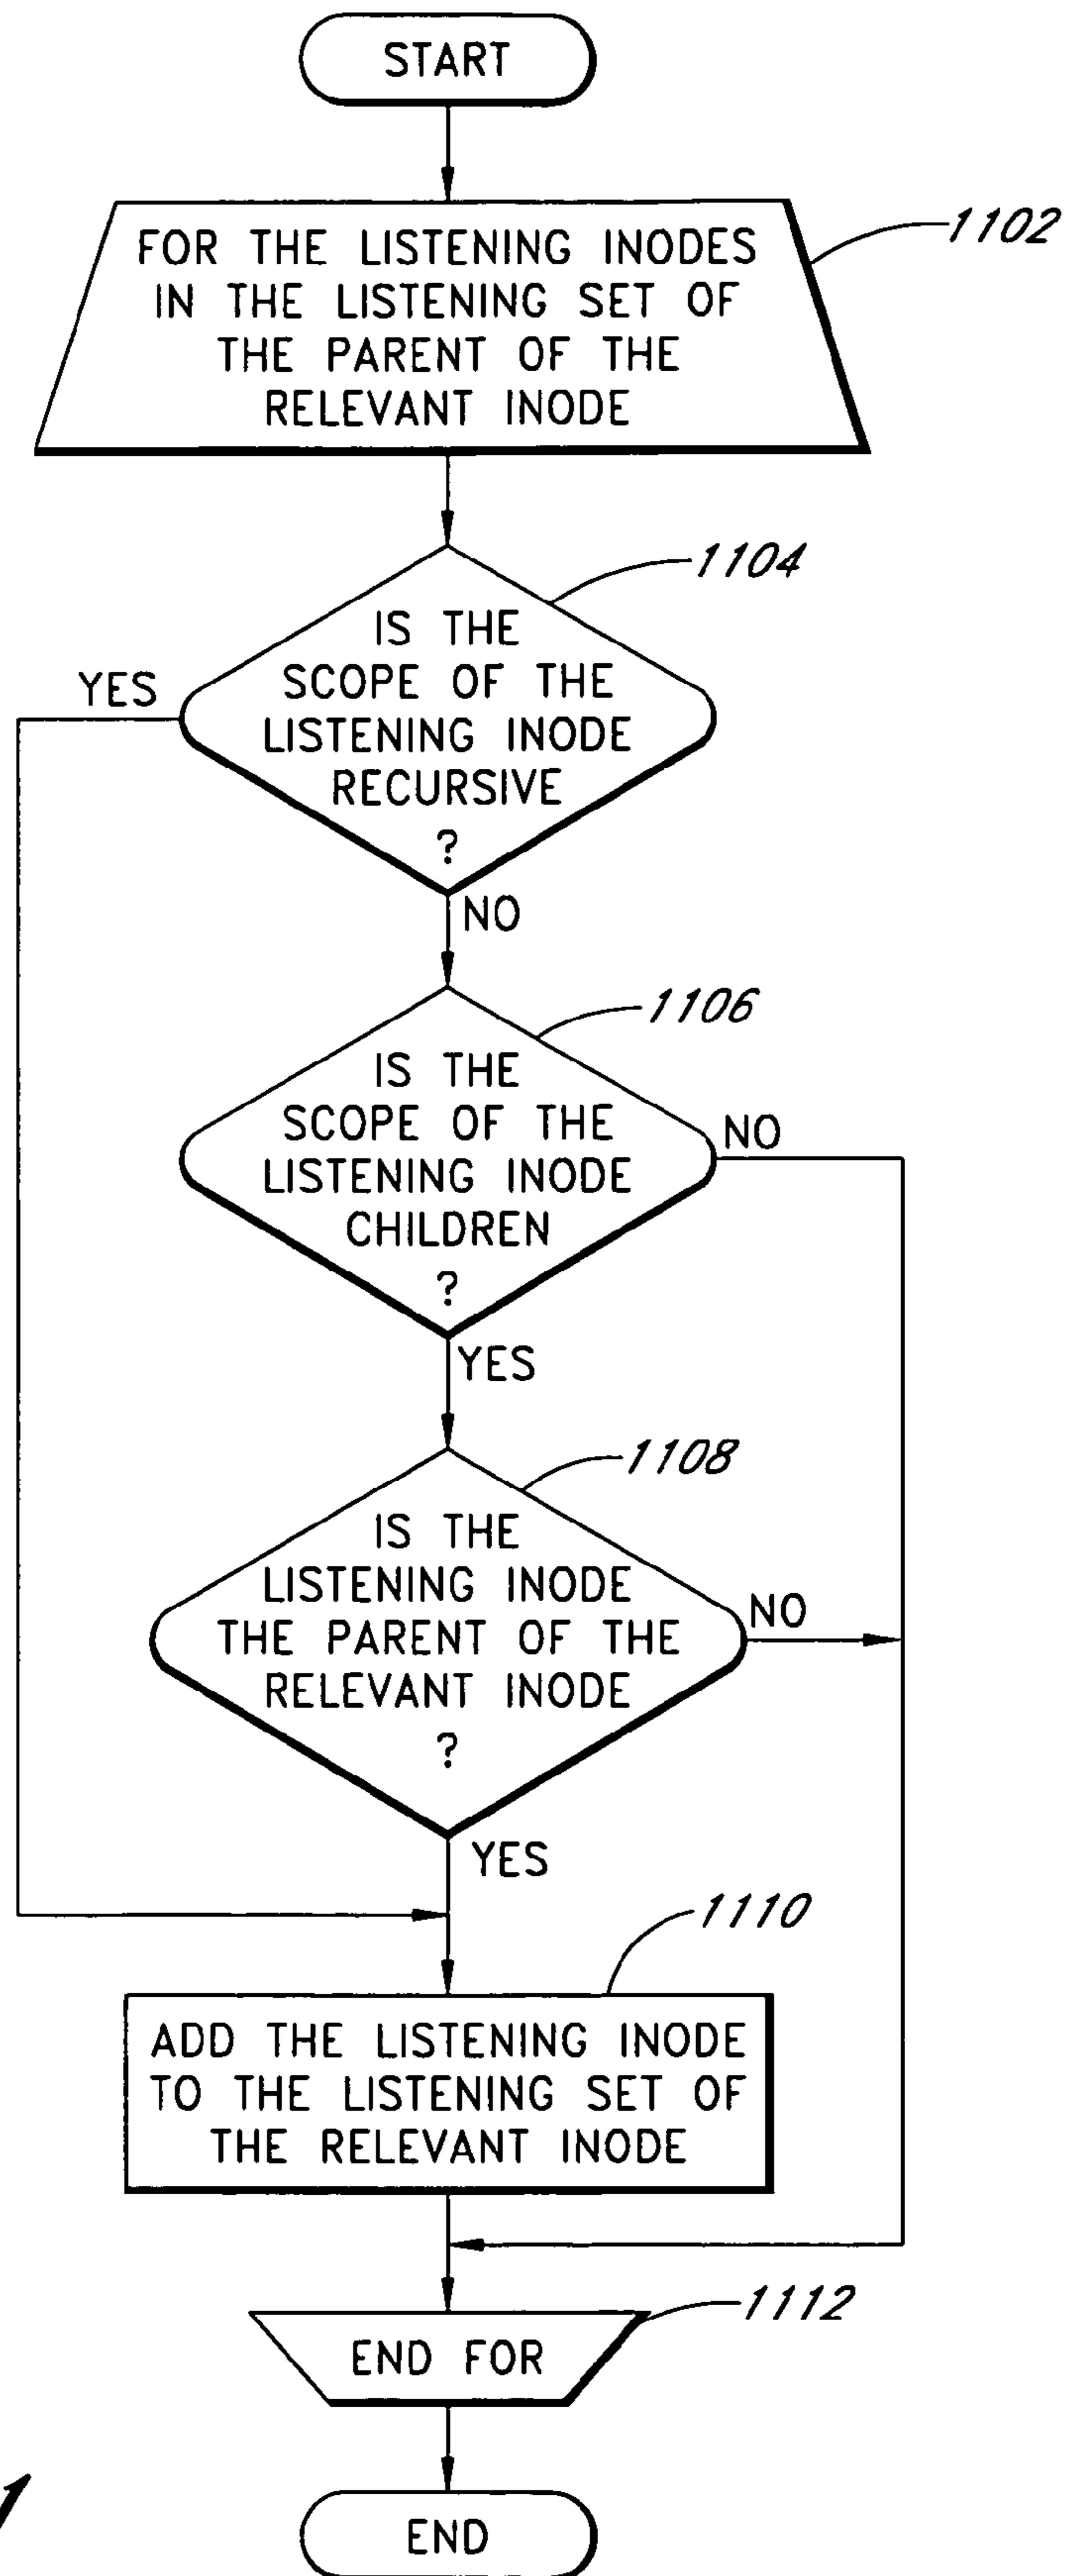 START
FOR THE LISTENING INODES
IN THE LISTENING SET OF
THE PARENT OF THE
RELEVANT INODE
1102
IS THE
SCOPE OF THE
LISTENING INODE
RECURSIVE
?
1104
YES
NO
IS THE
SCOPE OF THE
LISTENING INODE
CHILDREN
?
1106
NO
YES
IS THE
LISTENING INODE
THE PARENT OF THE
RELEVANT INODE
?
1108
NO
YES
1110
ADD THE LISTENING INODE
TO THE LISTENING SET OF
THE RELEVANT INODE
END FOR
1112
END